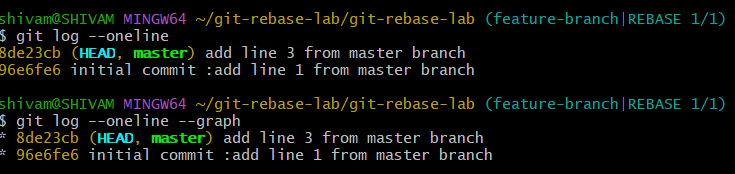 shivam@SHIVAM MINGW64 ~/git-rebase-lab/git-rebase-lab (feature-branch|REBASE 1/1)
$ git log --oneline
8de23cb (HEAD, master) add line 3 from master branch
96e6fe6 initial commit :add line 1 from master branch
shivam@SHIVAM MINGW64 ~/git-rebase-lab/git-rebase-lab (feature-branch|REBASE 1/1)
$ git log --oneline --graph
* 8de23cb (HEAD, master) add line 3 from master branch
* 96e6fe6 initial commit :add line 1 from master branch